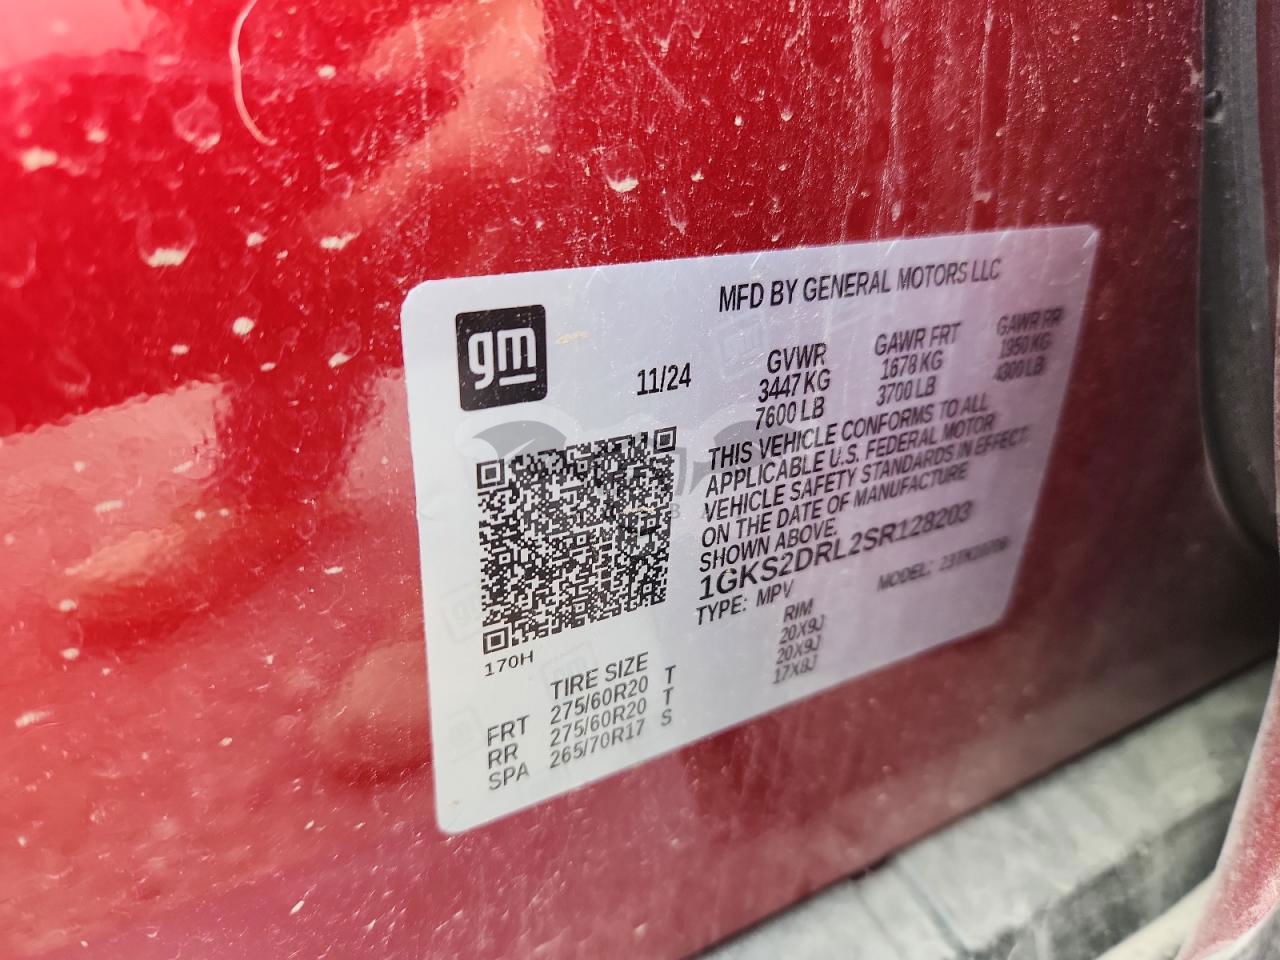 gm
MFD BY GENERAL MOTORS LLC
11/24
GVWR GAWR FRT GAWR RR
3447 KG 1678 KG 1950 KG
7600 LB 3700 LB 4300 LB
THIS VEHICLE CONFORMS TO ALL
APPLICABLE U.S. FEDERAL MOTOR
VEHICLE SAFETY STANDARDS IN EFFECT
ON THE DATE OF MANUFACTURE
SHOWN ABOVE.
1GKS2DRL2SR128203
TYPE: MPV MODEL:
170H
TIRE SIZE RIM
FRT 275/60R20 T 20X9J
RR 275/60R20 T 20X9J
SPA 265/70R17 S 17X8J